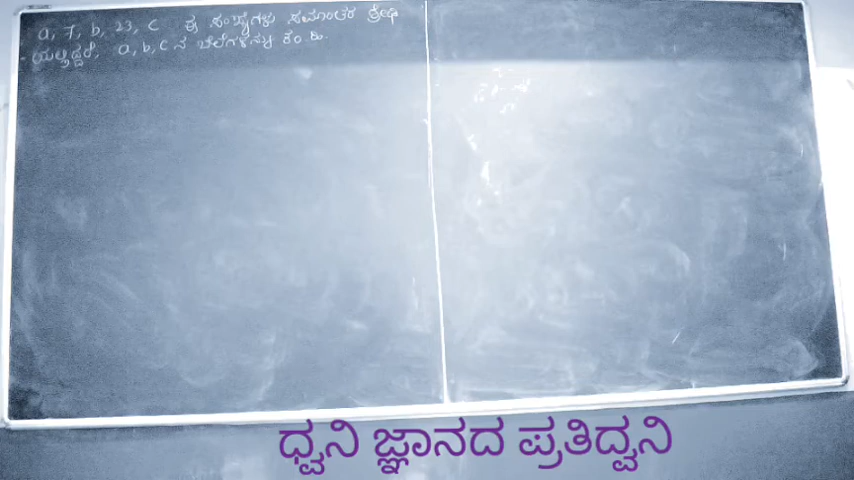 a, 7, b, 23, c ಈ ಸಂಖ್ಯೆಗಳು ಸಮಾಂತರ ಶ್ರೇಢಿ
ಯಲ್ಲಿದ್ದರೆ, a, b, c ನ ಬೆಲೆಗಳನ್ನು ಕಂ. ಹಿ.
ಧ್ವನಿ ಜ್ಞಾನದ ಪ್ರತಿದ್ವನಿ